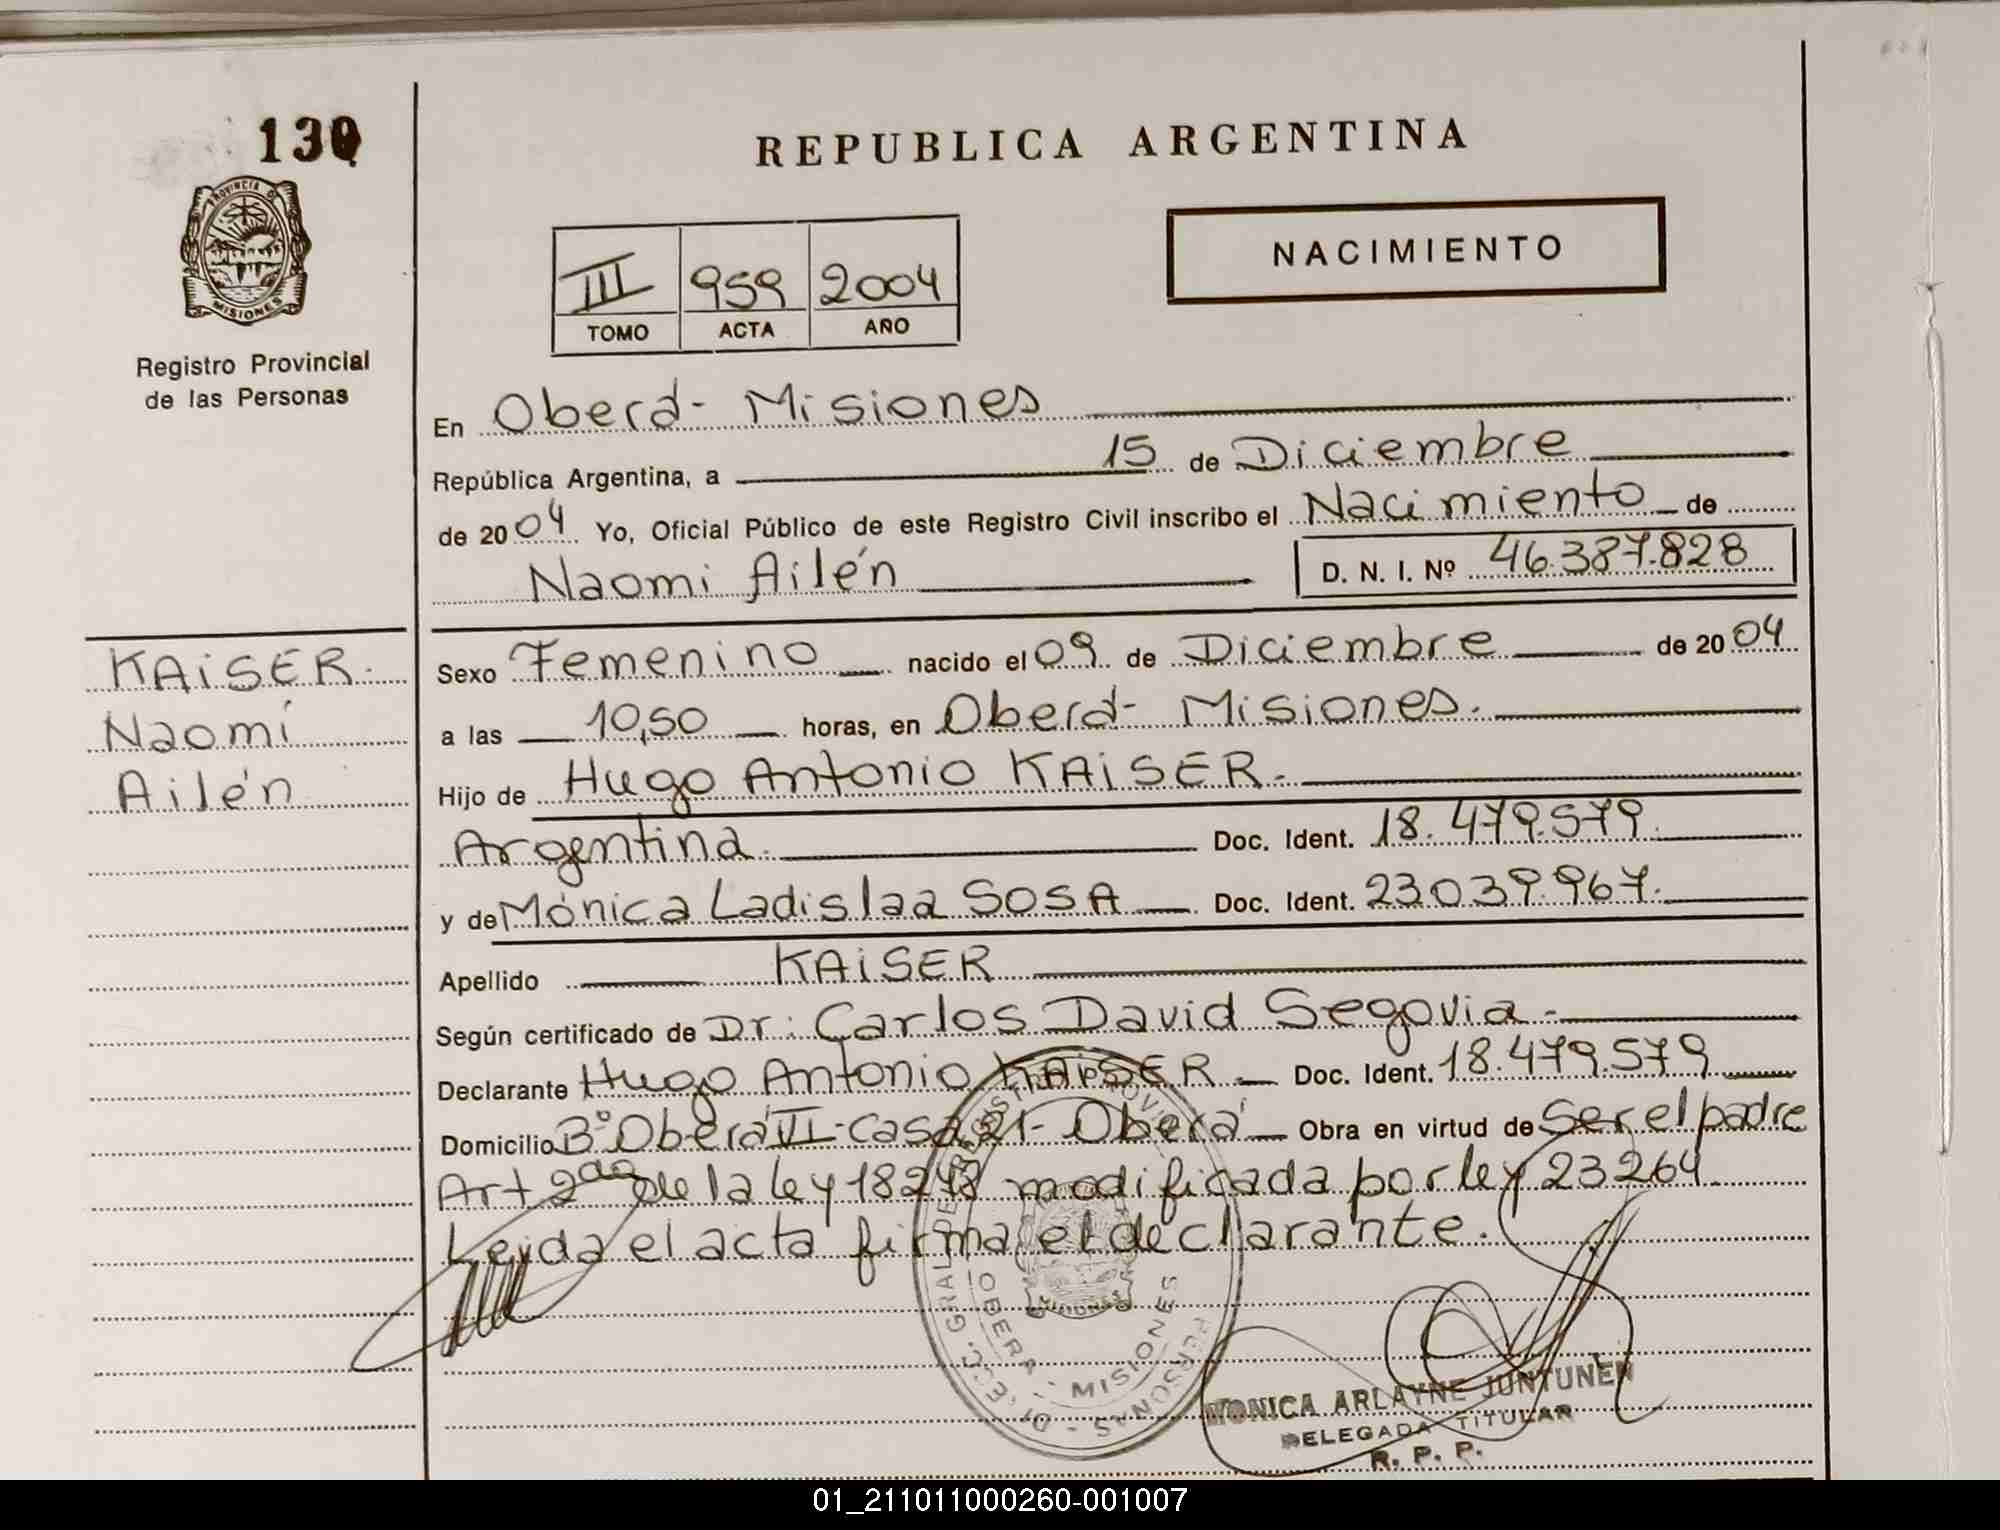 130
PROVINCIA DE
MISIONES
Registro Provincial
de las Personas
REPUBLICA ARGENTINA
NACIMIENTO
III 959 2004
TOMO ACTA AÑO
En Oberá- Misiones
República Argentina, a 15 de Diciembre
de 2004 Yo, Oficial Público de este Registro Civil inscribo el Nacimiento de
Naomi Ailén D. N. I. Nº 46.387.828
KAiSER.
Naomi
Ailén
Sexo Femenino nacido el 09 de Diciembre de 2004
a las 10,50 horas, en Oberá- Misiones.
Hijo de Hugo Antonio KAiSER.-
Argentina. Doc. Ident. 18.479.579.
y de Mónica Ladislaa SOSA Doc. Ident. 23.039.967.
Apellido KAiSER
Según certificado de Dr. Carlos David Segovia.-
Declarante Hugo Antonio KAiSER Doc. Ident. 18.479.579
Domicilio Bº Oberá VI-casa 21- Oberá Obra en virtud de Ser el padre
Art 2do de la ley 18248 modificada por ley 23264
Leida el acta firma el declarante.
OBERA - MISIONES
MISIONES
MONICA ARLAYNE JUNTUNEN
DELEGADA TITULAR
R. P. P.
01_211011000260-001007